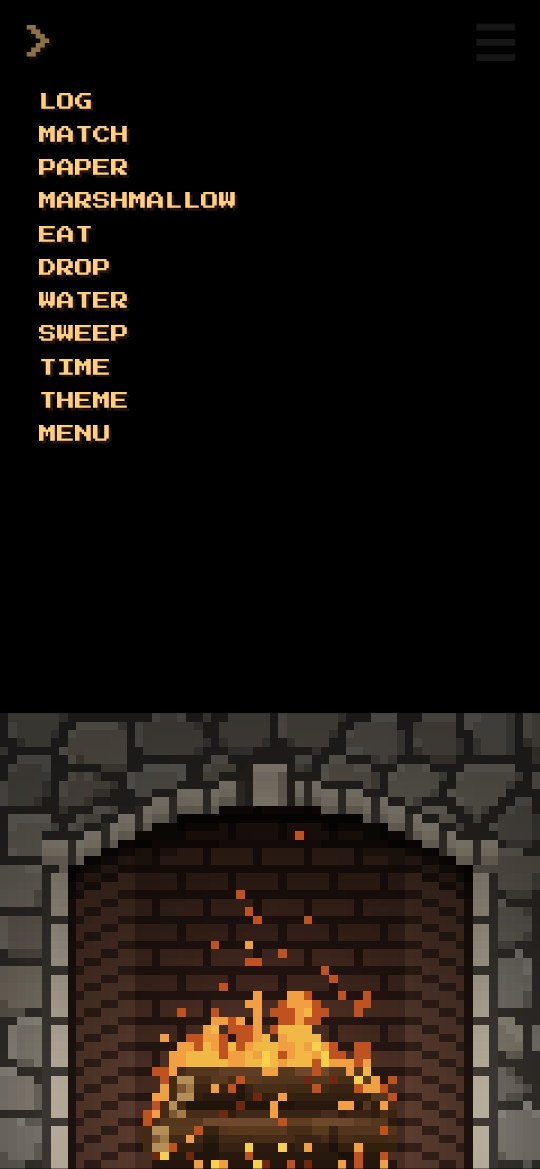 >
LOG
MATCH
PAPER
MARSHMALLOW
EAT
DROP
WATER
SWEEP
TIME
THEME
MENU